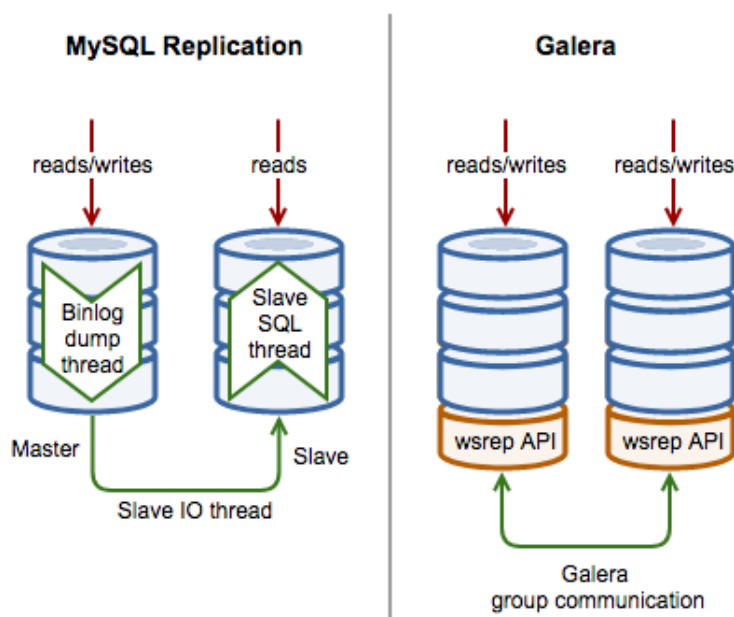 MySQL Replication
reads/writes
reads
Binlog
dump
thread
Slave
SQL
thread
Master
Slave
Slave IO thread
Galera
reads/writes
reads/writes
wsrep API
wsrep API
Galera
group communication